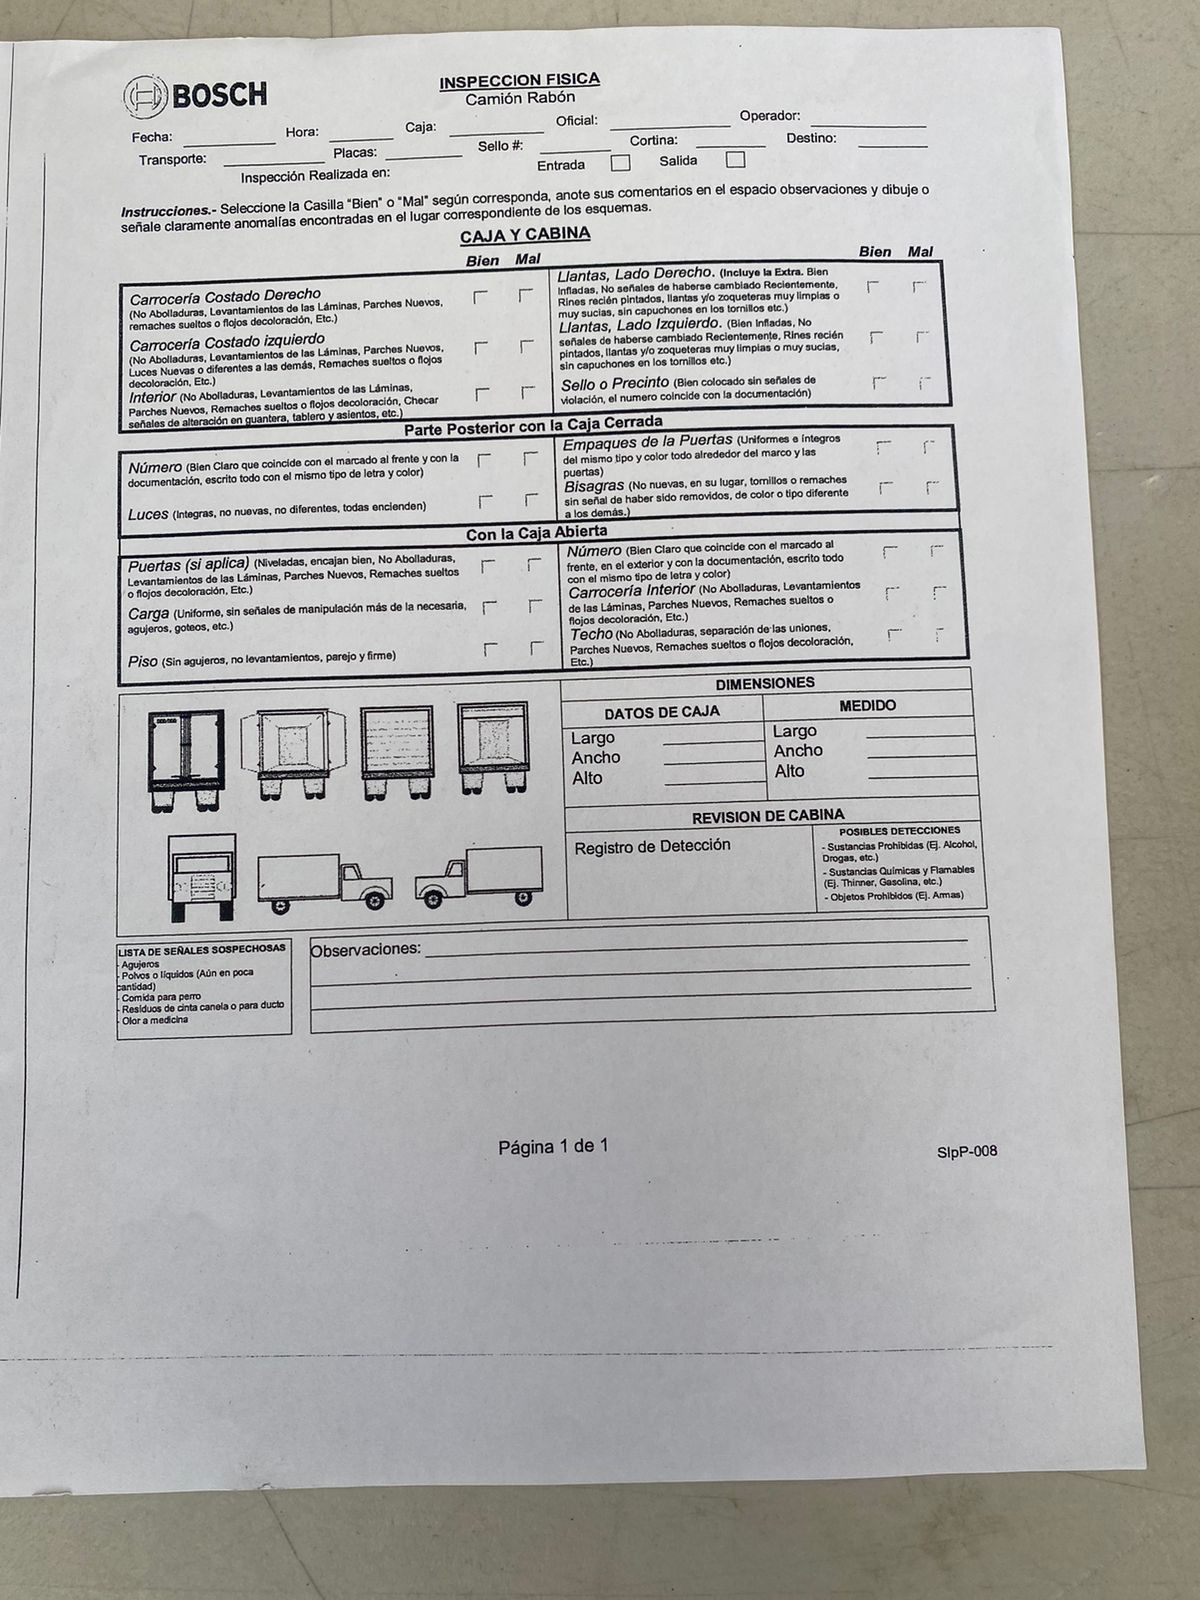 BOSCH
INSPECCION FISICA
Camión Rabón
Fecha: Hora: Caja: Oficial: Operador:
Transporte: Placas: Sello #: Cortina: Destino:
Inspección Realizada en: Entrada Salida
Instrucciones.- Seleccione la Casilla "Bien" o "Mal" según corresponda, anote sus comentarios en el espacio observaciones y dibuje o
señale claramente anomalías encontradas en el lugar correspondiente de los esquemas.
CAJA Y CABINA
Bien Mal
Carrocería Costado Derecho
(No Abolladuras, Levantamientos de las Láminas, Parches Nuevos,
remaches sueltos o flojos decoloración, Etc.)
Carrocería Costado izquierdo
(No Abolladuras, Levantamientos de las Láminas, Parches Nuevos,
Luces Nuevas o diferentes a las demás, Remaches sueltos o flojos
decoloración, Etc.)
Interior (No Abolladuras, Levantamientos de las Láminas,
Parches Nuevos, Remaches sueltos o flojos decoloración, Checar
señales de alteración en guantera, tablero y asientos, etc.)
Bien Mal
Llantas, Lado Derecho. (Incluye la Extra. Bien
Infladas, No señales de haberse cambiado Recientemente,
Rines recién pintados, llantas y/o zoqueteras muy limpias o
muy sucias, sin capuchones en los tornillos etc.)
Llantas, Lado Izquierdo. (Bien Infladas, No
señales de haberse cambiado Recientemente, Rines recién
pintados, llantas y/o zoqueteras muy limpias o muy sucias,
sin capuchones en los tornillos etc.)
Sello o Precinto (Bien colocado sin señales de
violación, el numero coincide con la documentación)
Parte Posterior con la Caja Cerrada
Número (Bien Claro que coincide con el marcado al frente y con la
documentación, escrito todo con el mismo tipo de letra y color)
Luces (Integras, no nuevas, no diferentes, todas encienden)
Empaques de la Puertas (Uniformes e íntegros
del mismo tipo y color todo alrededor del marco y las
puertas)
Bisagras (No nuevas, en su lugar, tornillos o remaches
sin señal de haber sido removidos, de color o tipo diferente
a los demás.)
Con la Caja Abierta
Puertas (si aplica) (Niveladas, encajan bien, No Abolladuras,
Levantamientos de las Láminas, Parches Nuevos, Remaches sueltos
o flojos decoloración, Etc.)
Carga (Uniforme, sin señales de manipulación más de la necesaria,
agujeros, goteos, etc.)
Piso (Sin agujeros, no levantamientos, parejo y firme)
Número (Bien Claro que coincide con el marcado al
frente, en el exterior y con la documentación, escrito todo
con el mismo tipo de letra y color)
Carrocería Interior (No Abolladuras, Levantamientos
de las Láminas, Parches Nuevos, Remaches sueltos o
flojos decoloración, Etc.)
Techo (No Abolladuras, separación de las uniones,
Parches Nuevos, Remaches sueltos o flojos decoloración,
Etc.)
DIMENSIONES
DATOS DE CAJA MEDIDO
Largo Largo
Ancho Ancho
Alto Alto
REVISION DE CABINA
Registro de Detección
POSIBLES DETECCIONES
- Sustancias Prohibidas (Ej. Alcohol,
Drogas, etc.)
- Sustancias Químicas y Flamables
(Ej. Thinner, Gasolina, etc.)
- Objetos Prohibidos (Ej. Armas)
LISTA DE SEÑALES SOSPECHOSAS
- Agujeros
- Polvos o líquidos (Aún en poca
cantidad)
- Comida para perro
- Residuos de cinta canela o para ducto
- Olor a medicina
Observaciones:
Página 1 de 1
SIpP-008